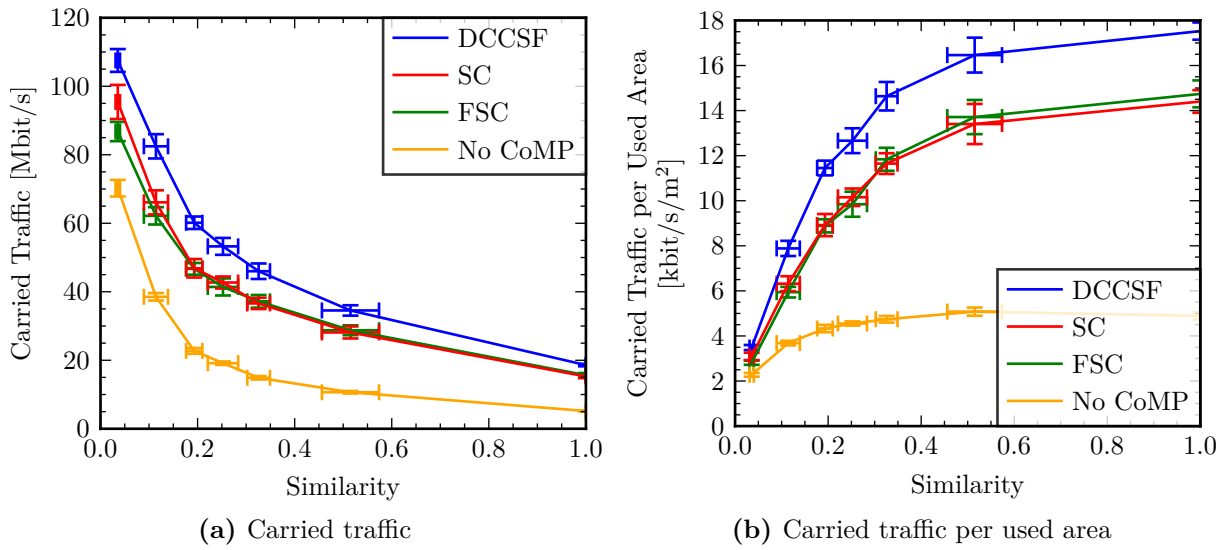 120
100
80
60
40
20
0
Carried Traffic [Mbit/s]
0.0 0.2 0.4 0.6 0.8 1.0
Similarity
DCCSF
SC
FSC
No CoMP
(a) Carried traffic
18
16
14
12
10
8
6
4
2
0
Carried Traffic per Used Area
[kbit/s/m²]
0.0 0.2 0.4 0.6 0.8 1.0
Similarity
DCCSF
SC
FSC
No CoMP
(b) Carried traffic per used area